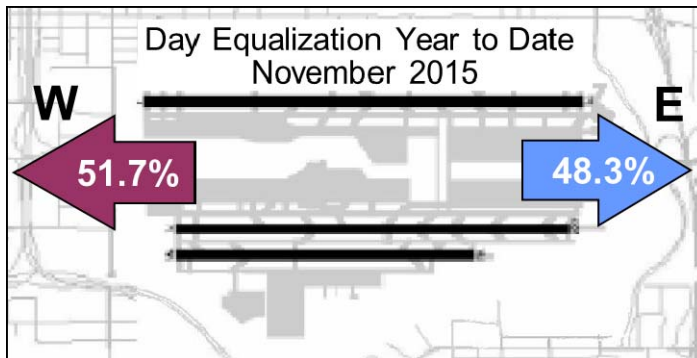 Day Equalization Year to Date
November 2015
W
E
51.7%
48.3%